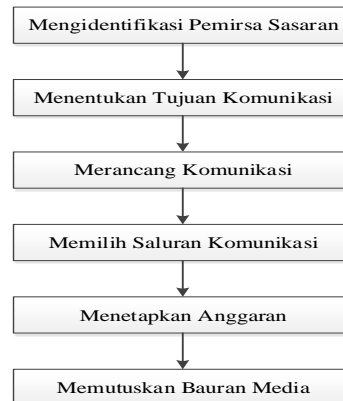 Mengidentifikasi Pemirsa Sasaran
Menentukan Tujuan Komunikasi
Merancang Komunikasi
Memilih Saluran Komunikasi
Menetapkan Anggaran
Memutuskan Bauran Media